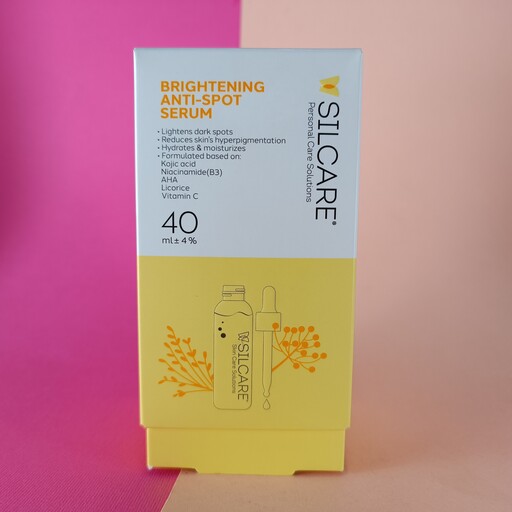 BRIGHTENING
ANTI-SPOT
SERUM
• Lightens dark spots
• Reduces skin's hyperpigmentation
• Hydrates & moisturizes
• Formulated based on:
Kojic acid
Niacinamide(B3)
AHA
Licorice
Vitamin C
40
ml ± 4%
SILCARE®
Personal Care Solutions
SILCARE
Skin Care Solutions